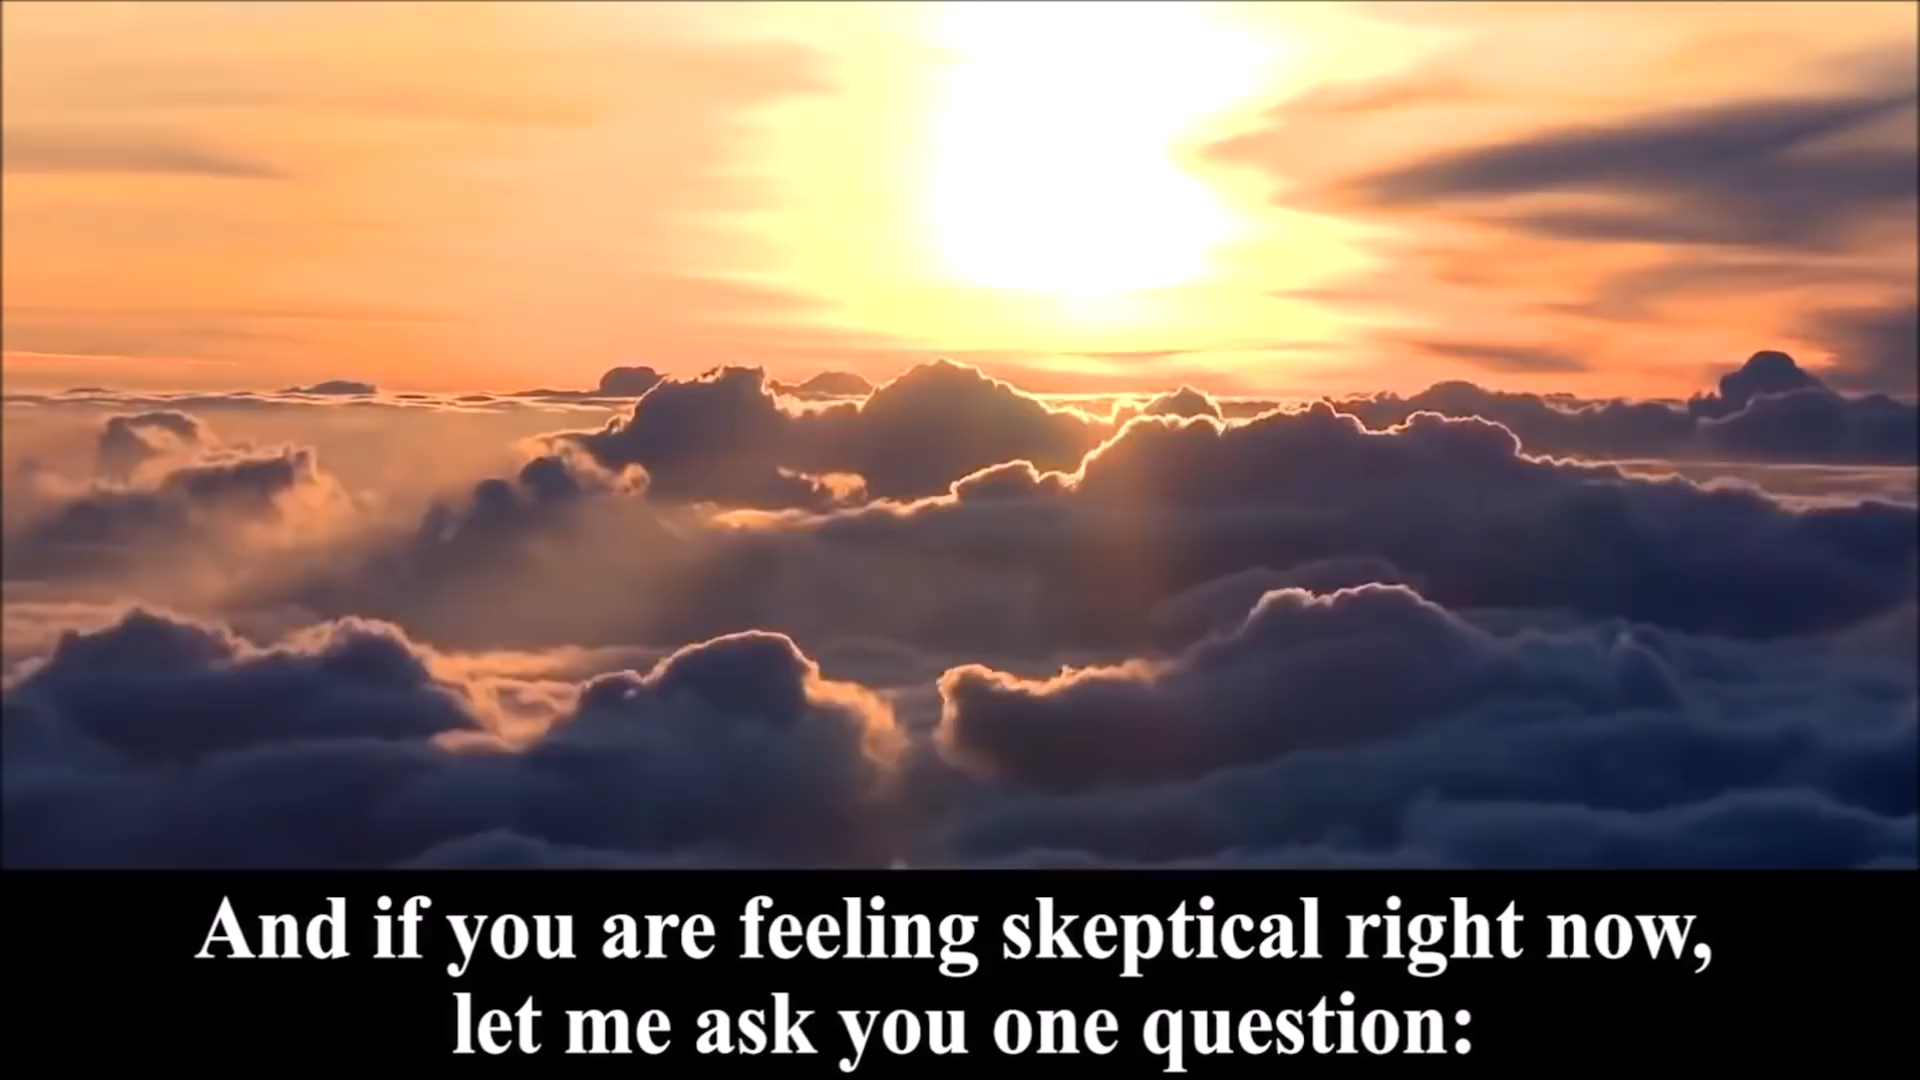 And if you are feeling skeptical right now,
let me ask you one question: